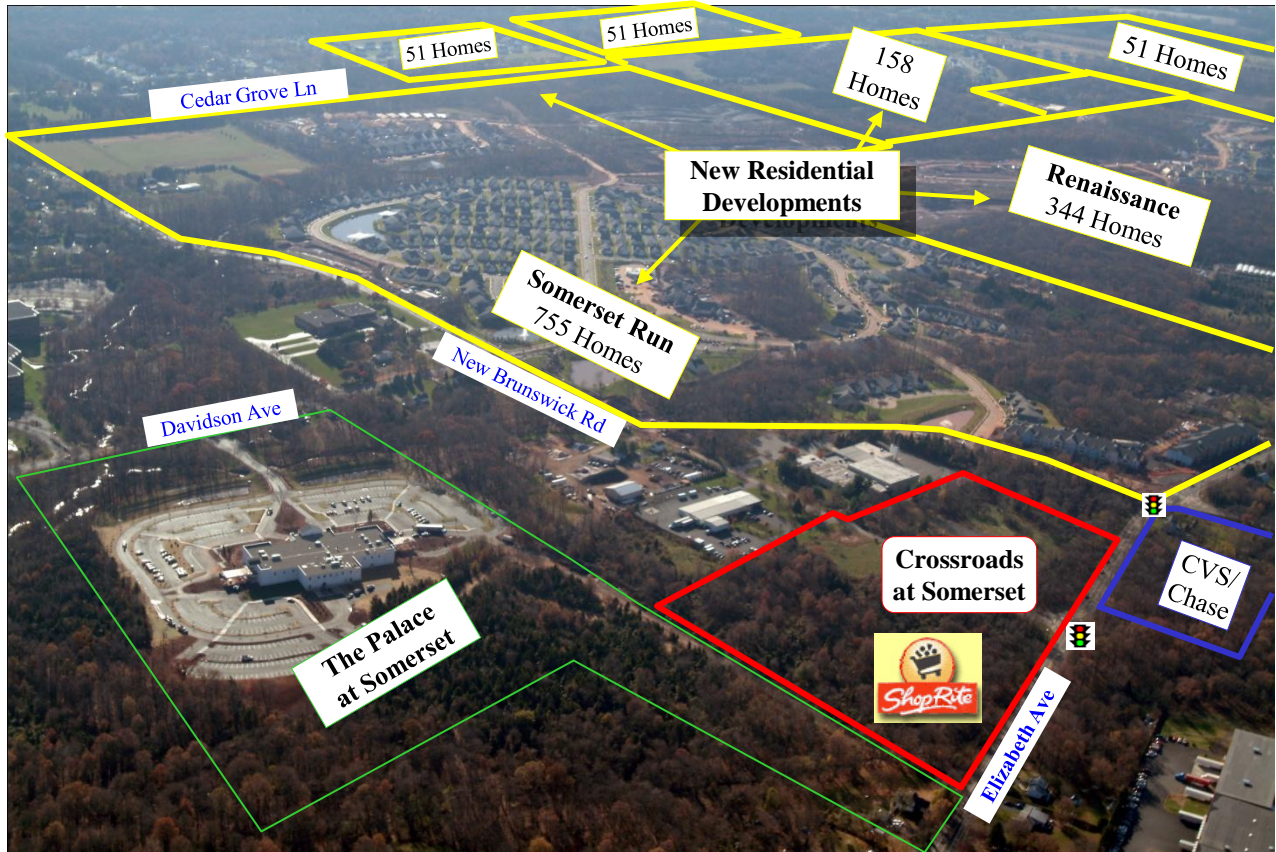 51 Homes
51 Homes
158
Homes
51 Homes
Cedar Grove Ln
New Residential
Developments
Renaissance
344 Homes
Somerset Run
755 Homes
New Brunswick Rd
Davidson Ave
Crossroads
at Somerset
CVS/
Chase
The Palace
at Somerset
ShopRite
Elizabeth Ave